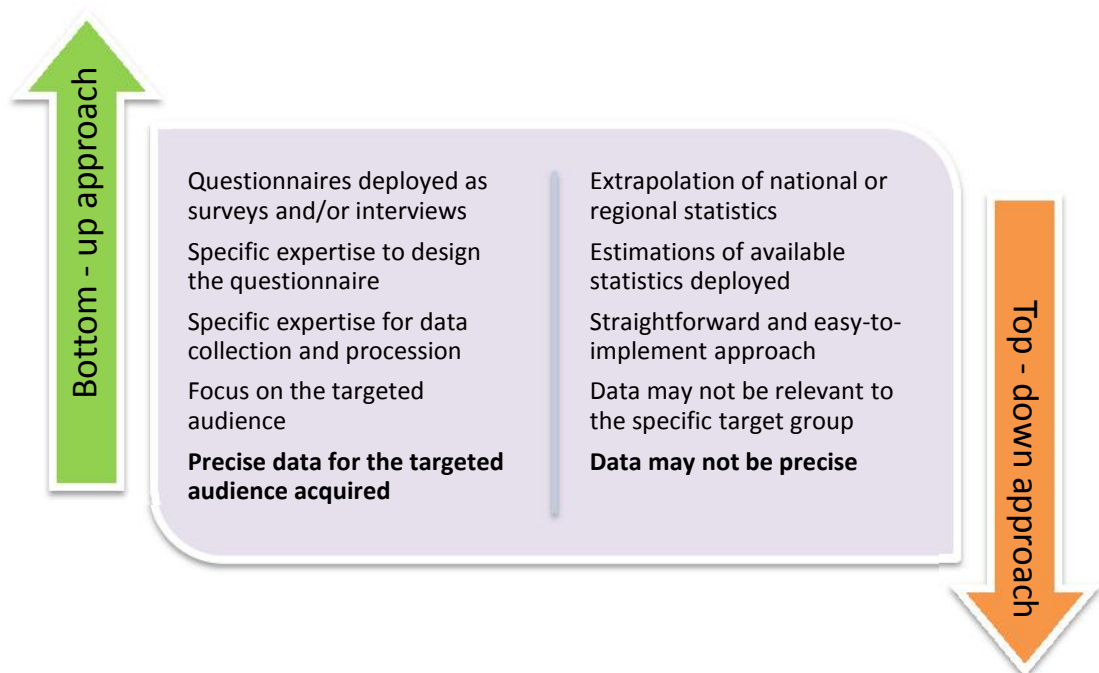 Bottom - up approach
Questionnaires deployed as
surveys and/or interviews
Specific expertise to design
the questionnaire
Specific expertise for data
collection and procession
Focus on the targeted
audience
Precise data for the targeted
audience acquired
Extrapolation of national or
regional statistics
Estimations of available
statistics deployed
Straightforward and easy-to-
implement approach
Data may not be relevant to
the specific target group
Data may not be precise
Top - down approach